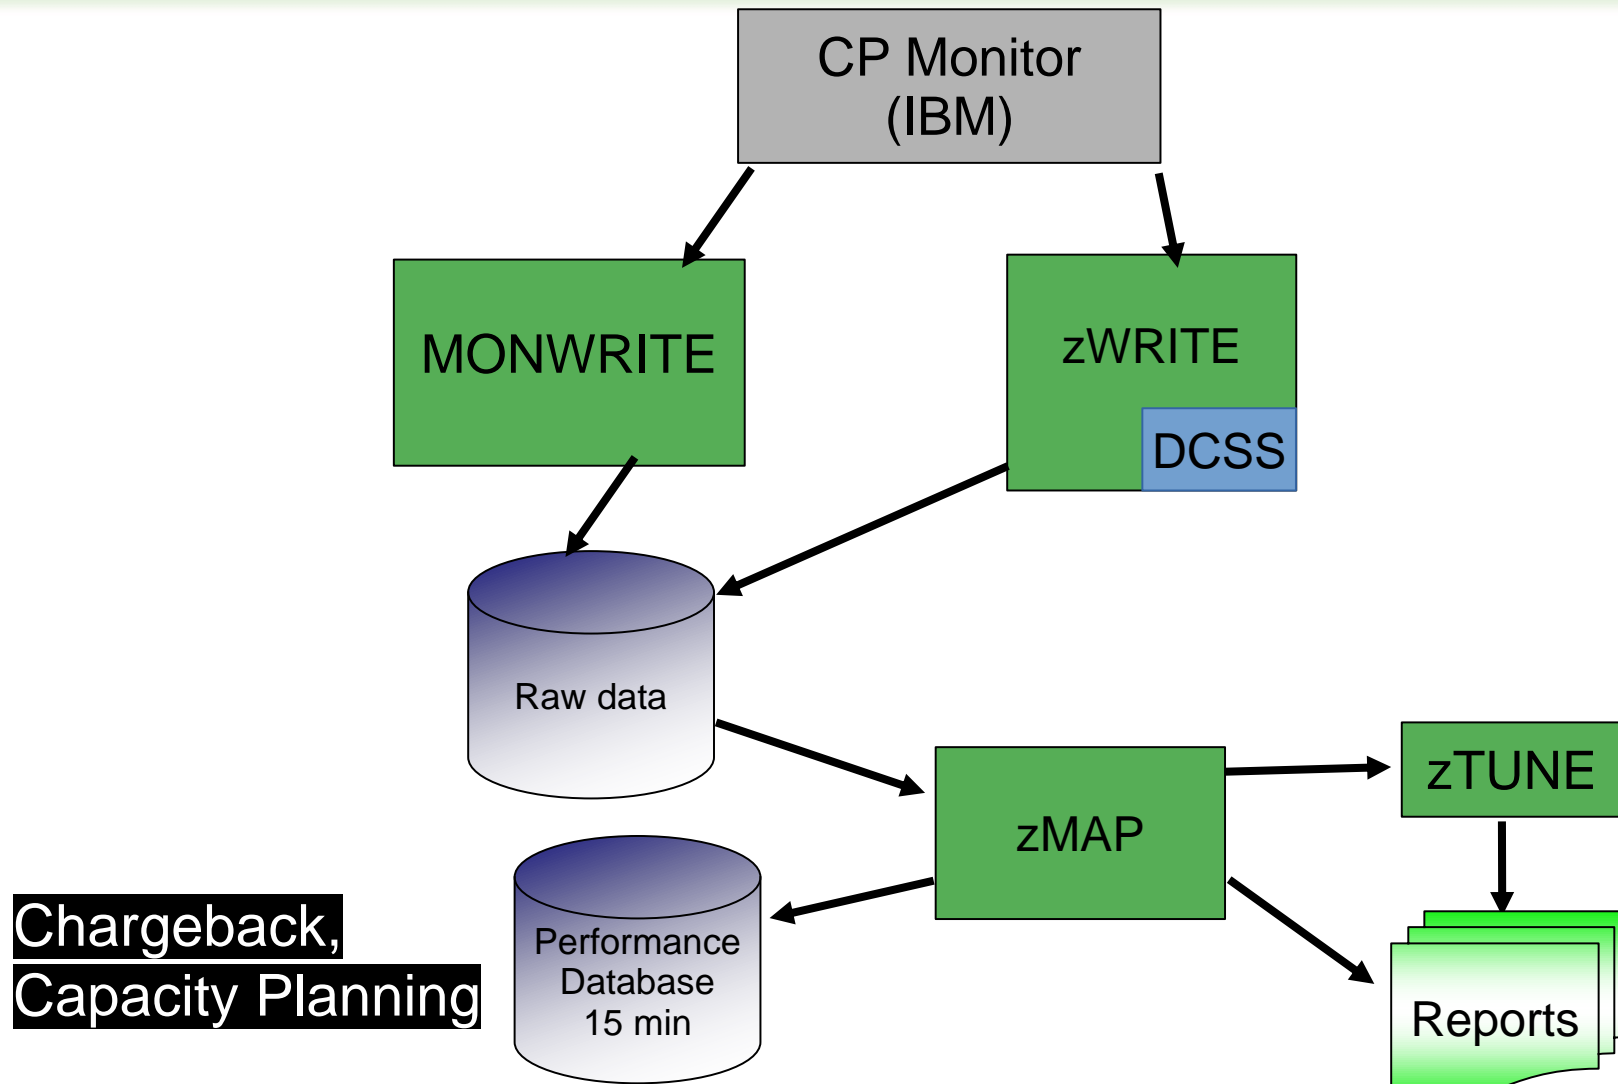 CP Monitor
(IBM)
MONWRITE
zWRITE
DCSS
Raw data
zTUNE
zMAP
Chargeback,
Capacity Planning
Performance
Database
15 min
Reports